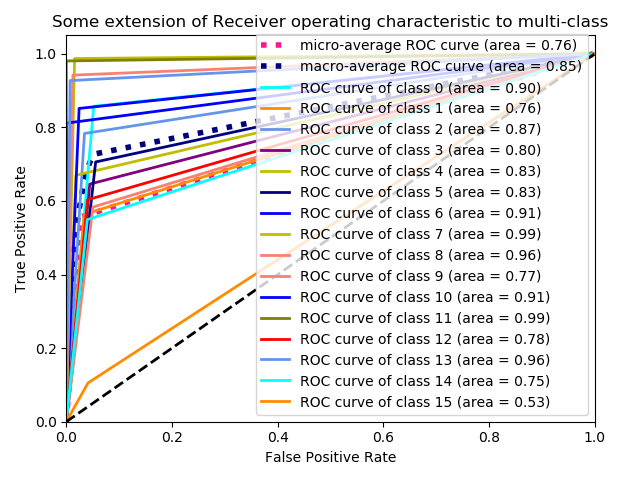 Some extension of Receiver operating characteristic to multi-class
True Positive Rate
1.0
0.8
0.6
0.4
0.2
0.0
micro-average ROC curve (area = 0.76)
macro-average ROC curve (area = 0.85)
ROC curve of class 0 (area = 0.90)
ROC curve of class 1 (area = 0.76)
ROC curve of class 2 (area = 0.87)
ROC curve of class 3 (area = 0.80)
ROC curve of class 4 (area = 0.83)
ROC curve of class 5 (area = 0.83)
ROC curve of class 6 (area = 0.91)
ROC curve of class 7 (area = 0.99)
ROC curve of class 8 (area = 0.96)
ROC curve of class 9 (area = 0.77)
ROC curve of class 10 (area = 0.91)
ROC curve of class 11 (area = 0.99)
ROC curve of class 12 (area = 0.78)
ROC curve of class 13 (area = 0.96)
ROC curve of class 14 (area = 0.75)
ROC curve of class 15 (area = 0.53)
0.0 0.2 0.4 0.6 0.8 1.0
False Positive Rate